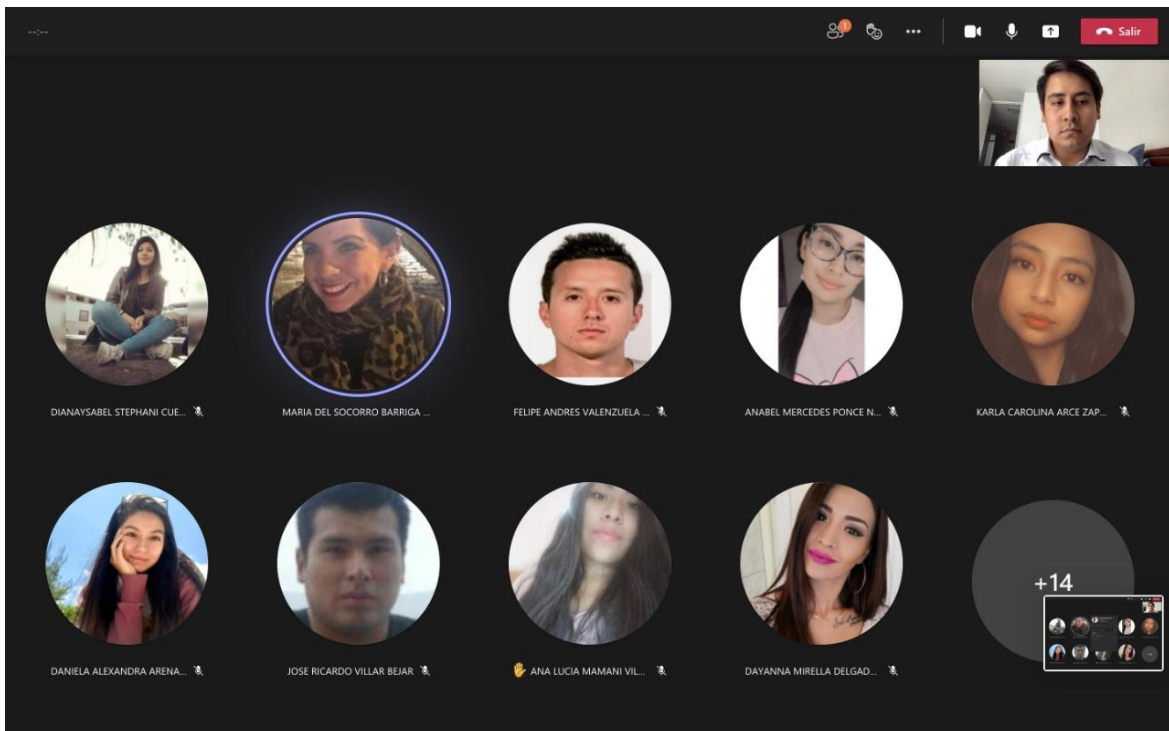 --:--
1
Salir
DIANAYSABEL STEPHANI CUE...
MARIA DEL SOCORRO BARRIGA ...
FELIPE ANDRES VALENZUELA ...
ANABEL MERCEDES PONCE N...
KARLA CAROLINA ARCE ZAP...
DANIELA ALEXANDRA ARENA...
JOSE RICARDO VILLAR BEJAR
ANA LUCIA MAMANI VIL...
DAYANNA MIRELLA DELGAD...
+14